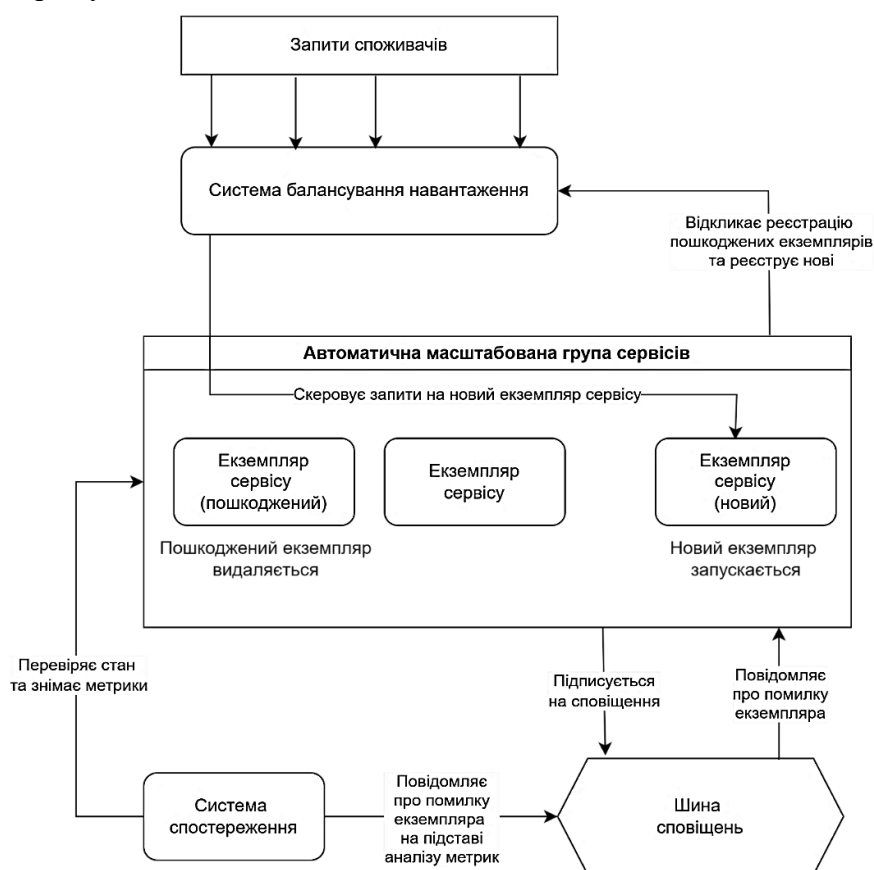 Запити споживачів
Система балансування навантаження
Відкликає реєстрацію
пошкоджених екземплярів
та реєструє нові
Автоматична масштабована група сервісів
Скеровує запити на новий екземпляр сервісу
Екземпляр
сервісу
(пошкоджений)
Екземпляр
сервісу
Екземпляр
сервісу
(новий)
Пошкоджений екземпляр
видаляється
Новий екземпляр
запускається
Перевіряє стан
та знімає метрики
Підписується
на сповіщення
Повідомляє
про помилку
екземпляра
Система
спостереження
Повідомляє
про помилку
екземпляра
на підставі
аналізу метрик
Шина
сповіщень